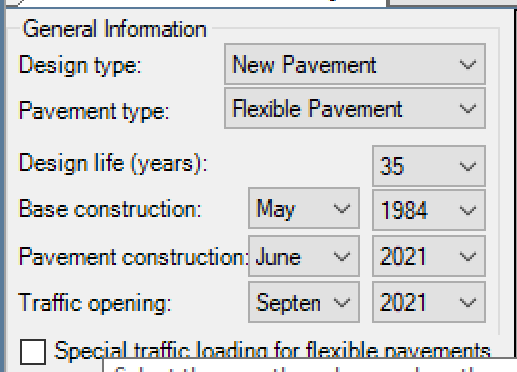 General Information
Design type: New Pavement
Pavement type: Flexible Pavement
Design life (years): 35
Base construction: May 1984
Pavement construction: June 2021
Traffic opening: Septen 2021
Special traffic loading for flexible pavements